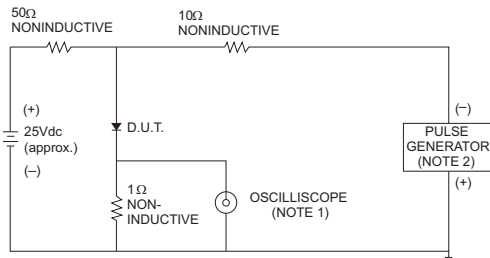 50Ω
NONINDUCTIVE
10Ω
NONINDUCTIVE
(+)
25Vdc
(approx.)
(–)
D.U.T.
1Ω
NON-
INDUCTIVE
OSCILLISCOPE
(NOTE 1)
(–)
PULSE
GENERATOR
(NOTE 2)
(+)